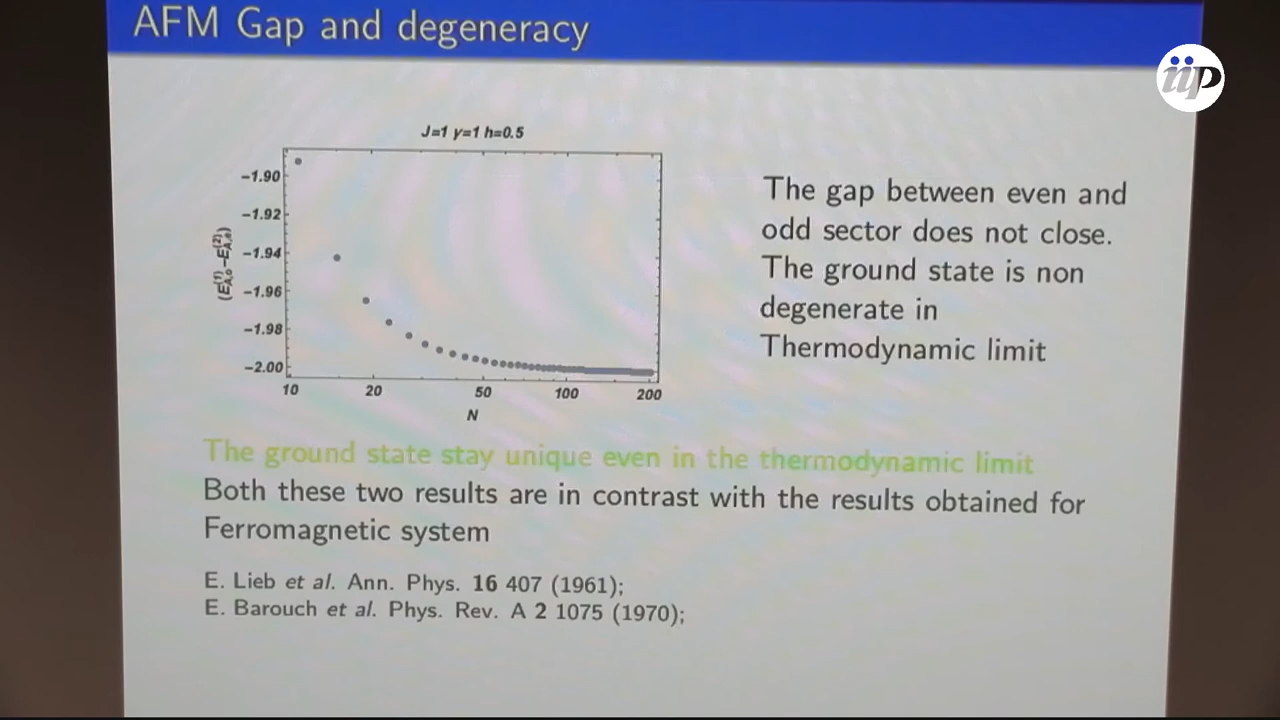 AFM Gap and degeneracy
iip
J=1 γ=1 h=0.5
-1.90
-1.92
-1.94
-1.96
-1.98
-2.00
10 20 50 100 200
N
The gap between even and
odd sector does not close.
The ground state is non
degenerate in
Thermodynamic limit
The ground state stay unique even in the thermodynamic limit
Both these two results are in contrast with the results obtained for
Ferromagnetic system
E. Lieb et al. Ann. Phys. 16 407 (1961);
E. Barouch et al. Phys. Rev. A 2 1075 (1970);